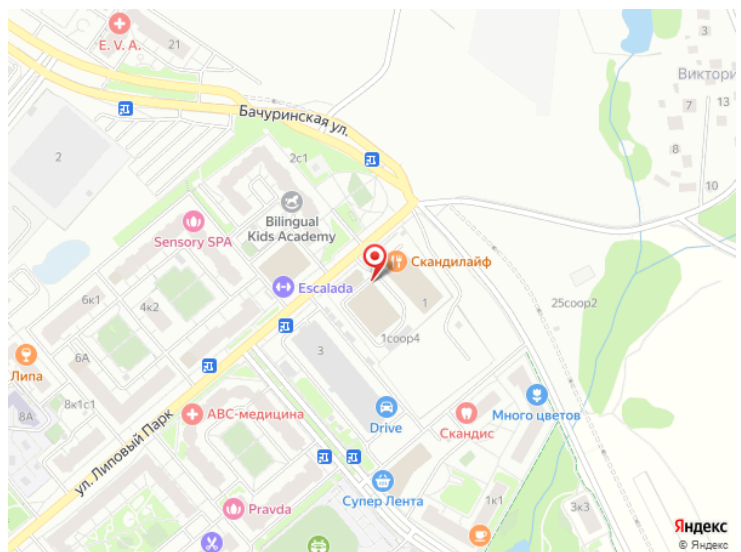 E. V. A.
21
3
Виктори
7
13
Бачуринская ул.
2
8
2с1
10
Bilingual
Kids Academy
Sensory SPA
Скандилайф
Escalada
6к1
4к2
1
25соор2
1соор4
6А
3
Липа
8к1с1
8А
АВС-медицина
Drive
Скандис
Много цветов
ул. Липовый Парк
Супер Лента
Pravda
1к1
3к3
Яндекс
© Яндекс